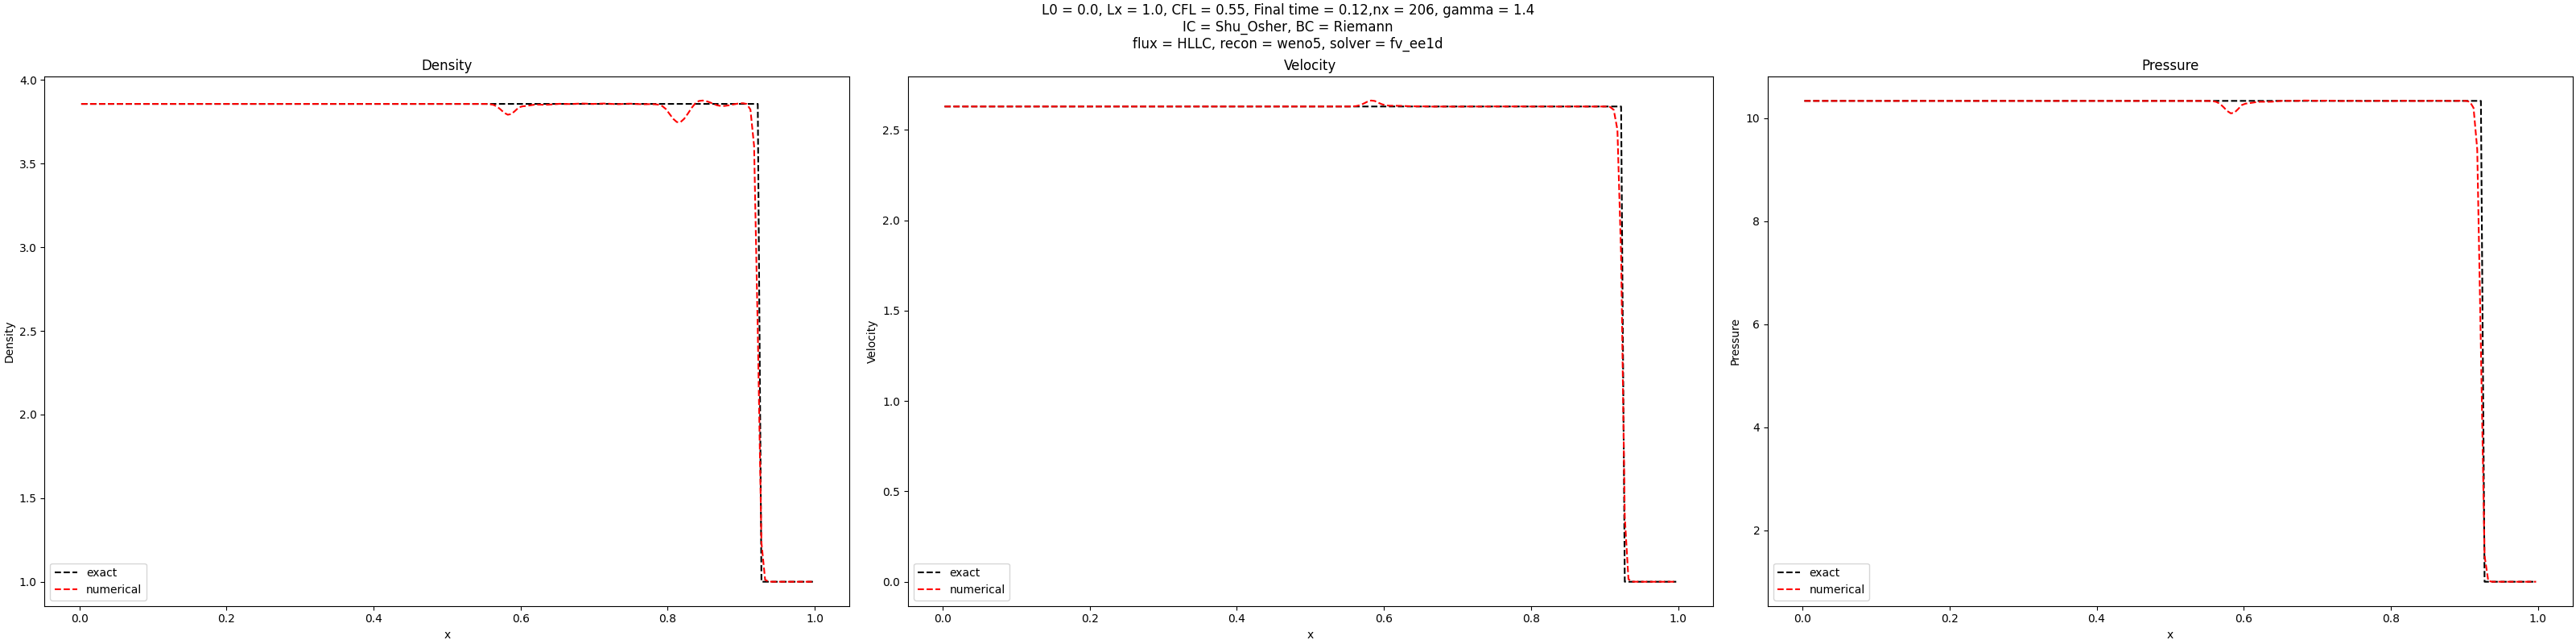 L0 = 0.0, Lx = 1.0, CFL = 0.55, Final time = 0.12,nx = 206, gamma = 1.4
IC = Shu_Osher, BC = Riemann
flux = HLLC, recon = weno5, solver = fv_ee1d
Density
4.0
3.5
3.0
2.5
2.0
1.5
1.0
Density
exact
numerical
0.0 0.2 0.4 0.6 0.8 1.0
x
Velocity
2.5
2.0
1.5
1.0
0.5
0.0
Velocity
exact
numerical
0.0 0.2 0.4 0.6 0.8 1.0
x
Pressure
10
8
6
4
2
Pressure
exact
numerical
0.0 0.2 0.4 0.6 0.8 1.0
x